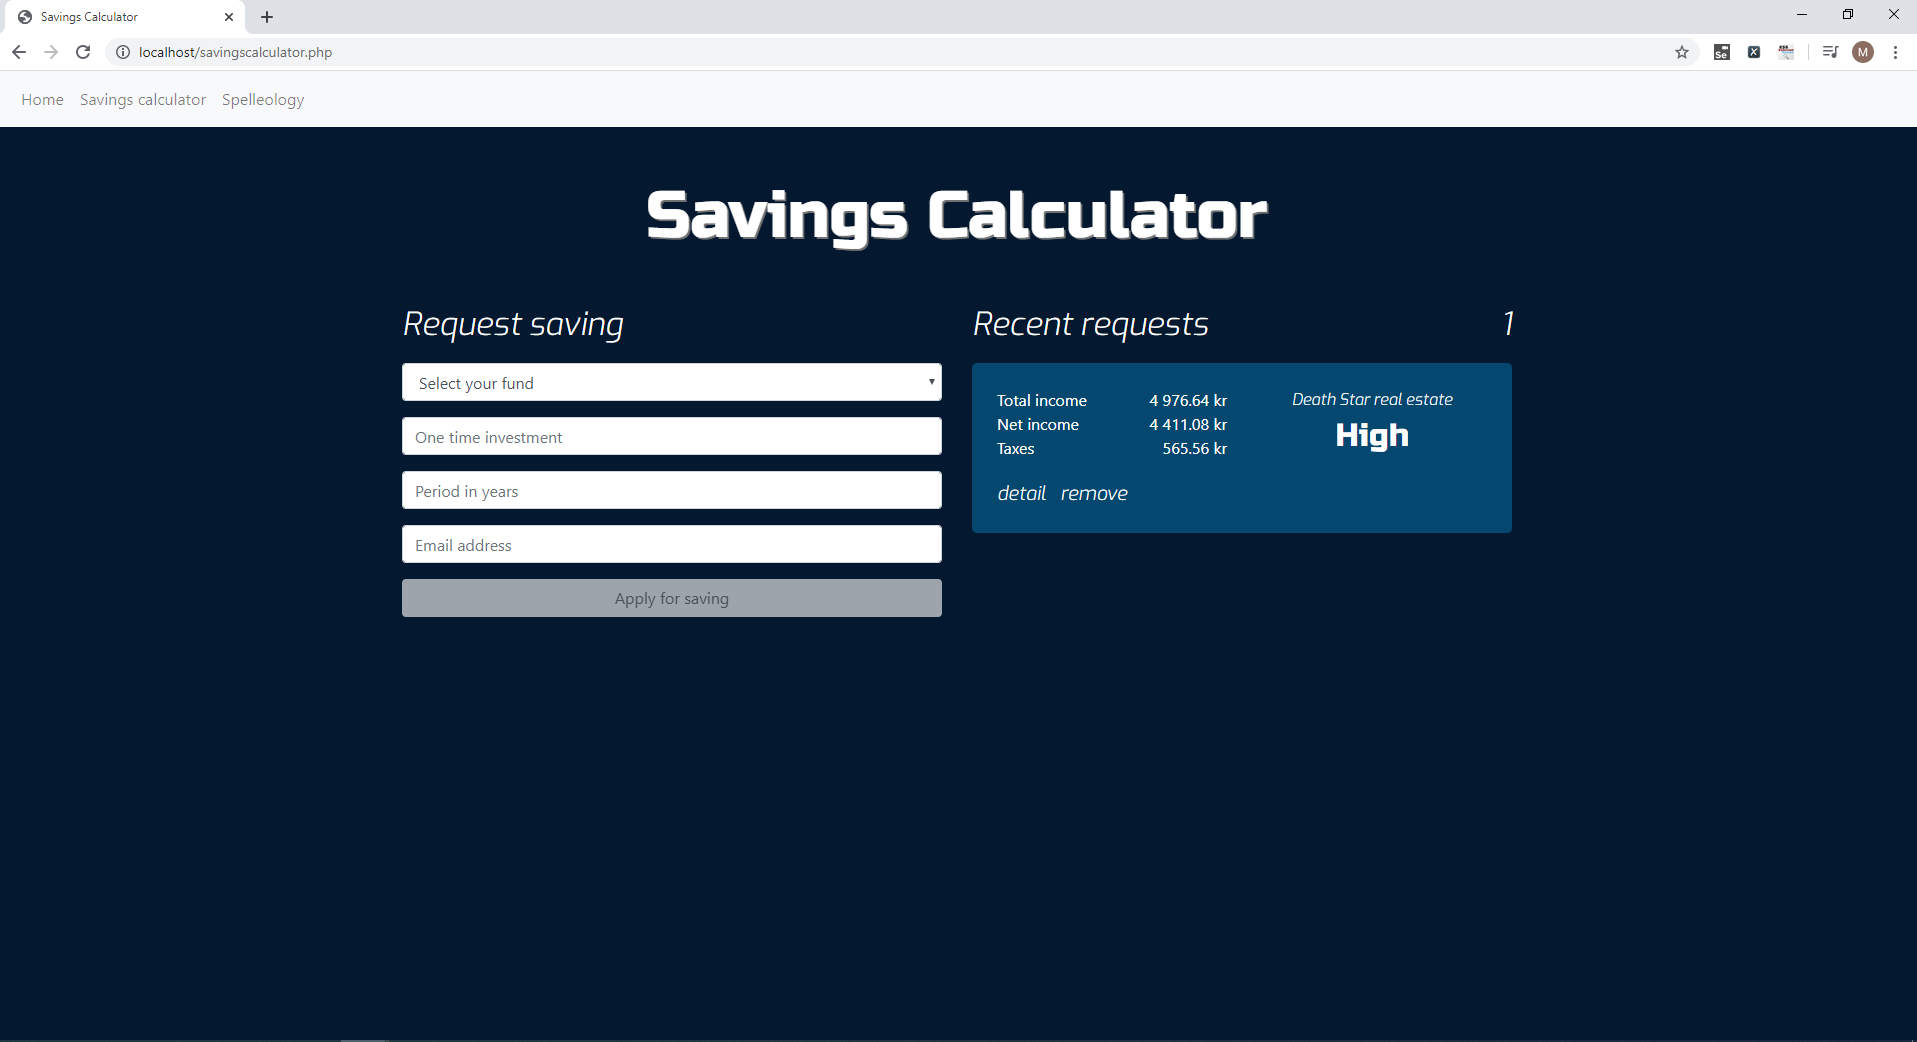 Savings Calculator
localhost/savingscalculator.php
M
Home Savings calculator Spelleology
Savings Calculator
Request saving
Select your fund
One time investment
Period in years
Email address
Apply for saving
Recent requests 1
Total income 4 976.64 kr
Net income 4 411.08 kr
Taxes 565.56 kr
Death Star real estate
High
detail remove